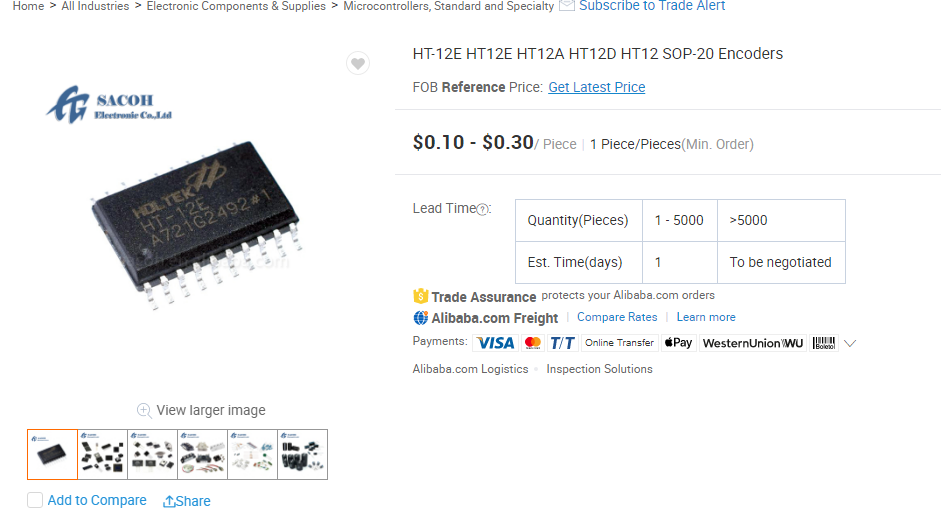 Home > All Industries > Electronic Components & Supplies > Microcontrollers, Standard and Specialty Subscribe to Trade Alert
SACOH
Electronic Co.,Ltd
HOLTEK
HT-12E
A721G2492#1
View larger image
Add to Compare
Share
HT-12E HT12E HT12A HT12D HT12 SOP-20 Encoders
FOB Reference Price: Get Latest Price
$0.10 - $0.30/ Piece | 1 Piece/Pieces(Min. Order)
Lead Time?:
Quantity(Pieces) 1 - 5000 >5000
Est. Time(days) 1 To be negotiated
Trade Assurance protects your Alibaba.com orders
Alibaba.com Freight | Compare Rates | Learn more
Payments: VISA T/T Online Transfer Pay WesternUnion WU Boleto
Alibaba.com Logistics Inspection Solutions